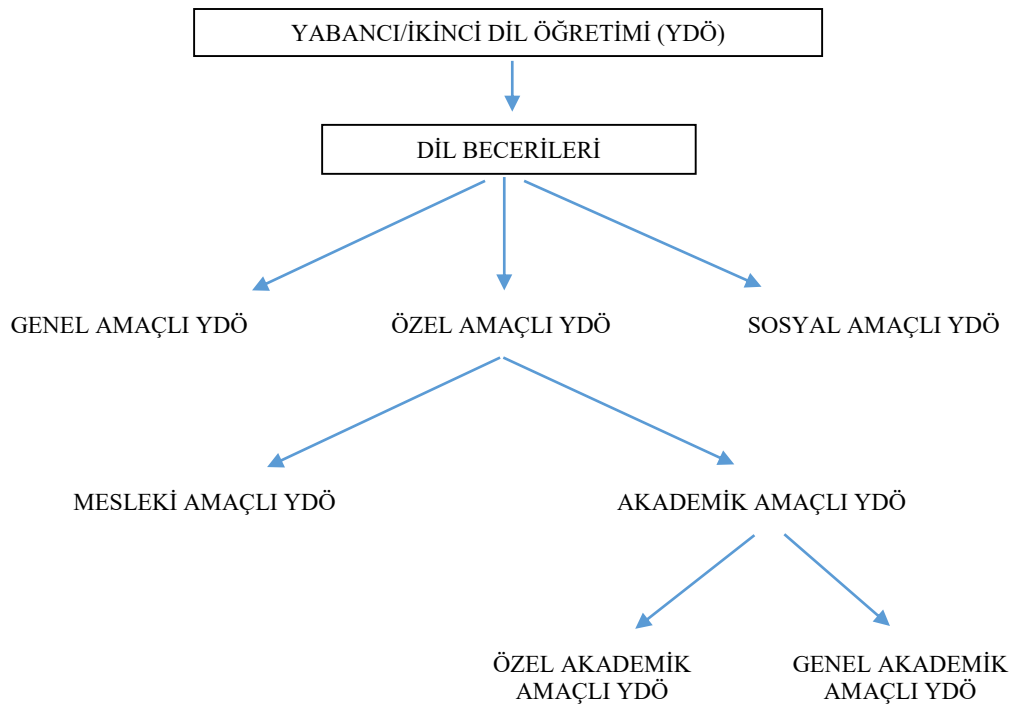 YABANCI/İKİNCİ DİL ÖĞRETİMİ (YDÖ)
DİL BECERİLERİ
GENEL AMAÇLI YDÖ
ÖZEL AMAÇLI YDÖ
SOSYAL AMAÇLI YDÖ
MESLEKİ AMAÇLI YDÖ
AKADEMİK AMAÇLI YDÖ
ÖZEL AKADEMİK
AMAÇLI YDÖ
GENEL AKADEMİK
AMAÇLI YDÖ